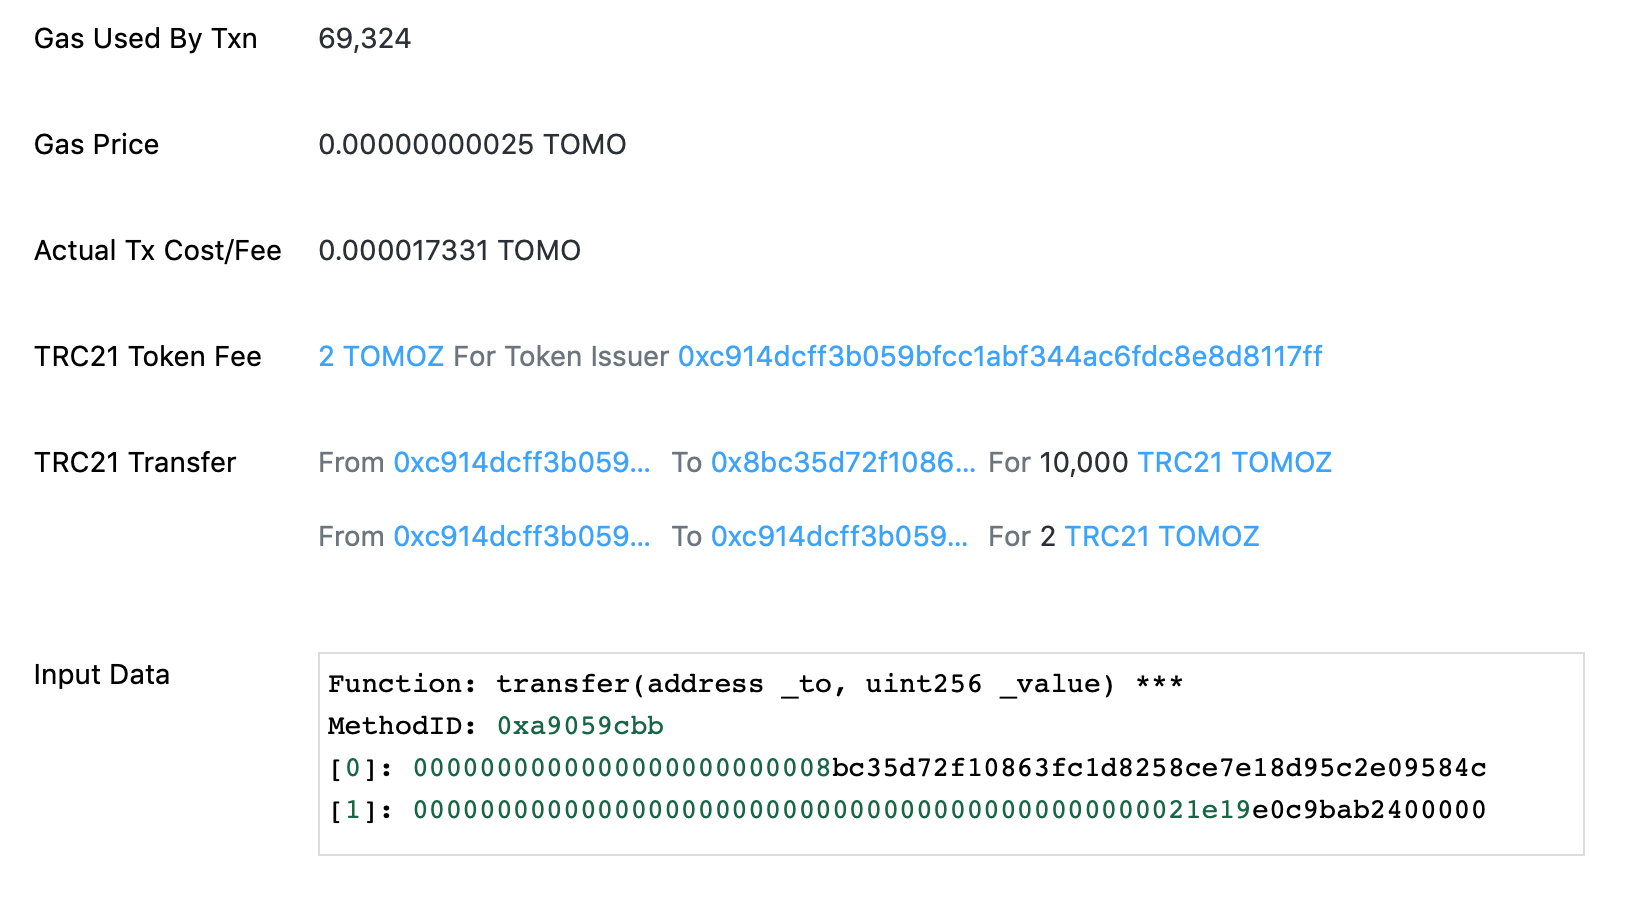 Gas Used By Txn 69,324
Gas Price 0.00000000025 TOMO
Actual Tx Cost/Fee 0.000017331 TOMO
TRC21 Token Fee 2 TOMOZ For Token Issuer 0xc914dcff3b059bfcc1abf344ac6fdc8e8d8117ff
TRC21 Transfer From 0xc914dcff3b059... To 0x8bc35d72f1086... For 10,000 TRC21 TOMOZ
From 0xc914dcff3b059... To 0xc914dcff3b059... For 2 TRC21 TOMOZ
Input Data
Function: transfer(address _to, uint256 _value) ***
MethodID: 0xa9059cbb
[0]: 0000000000000000000000008bc35d72f10863fc1d8258ce7e18d95c2e09584c
[1]: 00000000000000000000000000000000000000000000021e19e0c9bab2400000